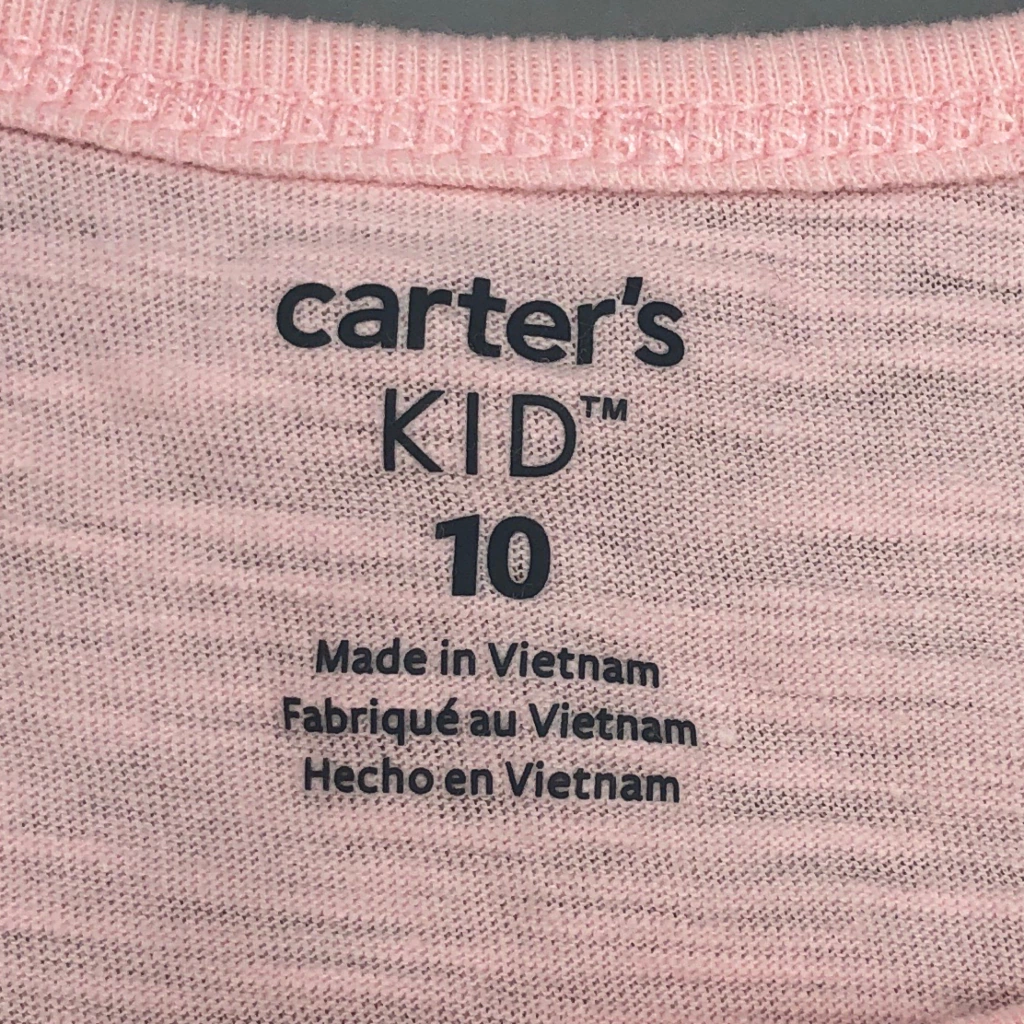 carter's
KID™
10
Made in Vietnam
Fabriqué au Vietnam
Hecho en Vietnam